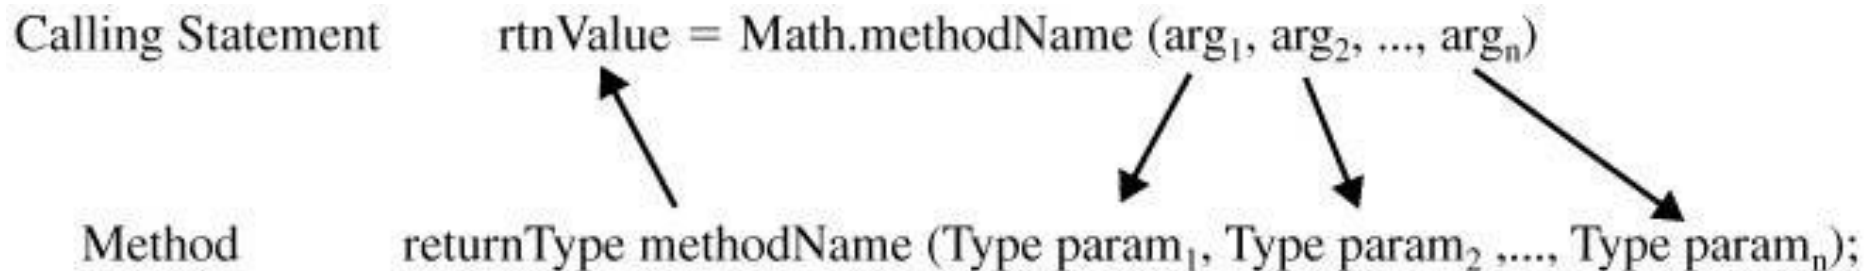 Calling Statement rtnValue = Math.methodName (arg₁, arg₂, ..., argₙ)
Method returnType methodName (Type param₁, Type param₂ ,...., Type paramₙ);